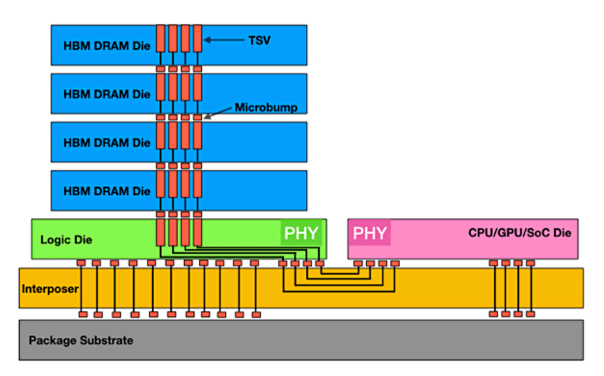 HBM DRAM Die
TSV
HBM DRAM Die
Microbump
HBM DRAM Die
HBM DRAM Die
Logic Die
PHY
PHY
CPU/GPU/SoC Die
Interposer
Package Substrate